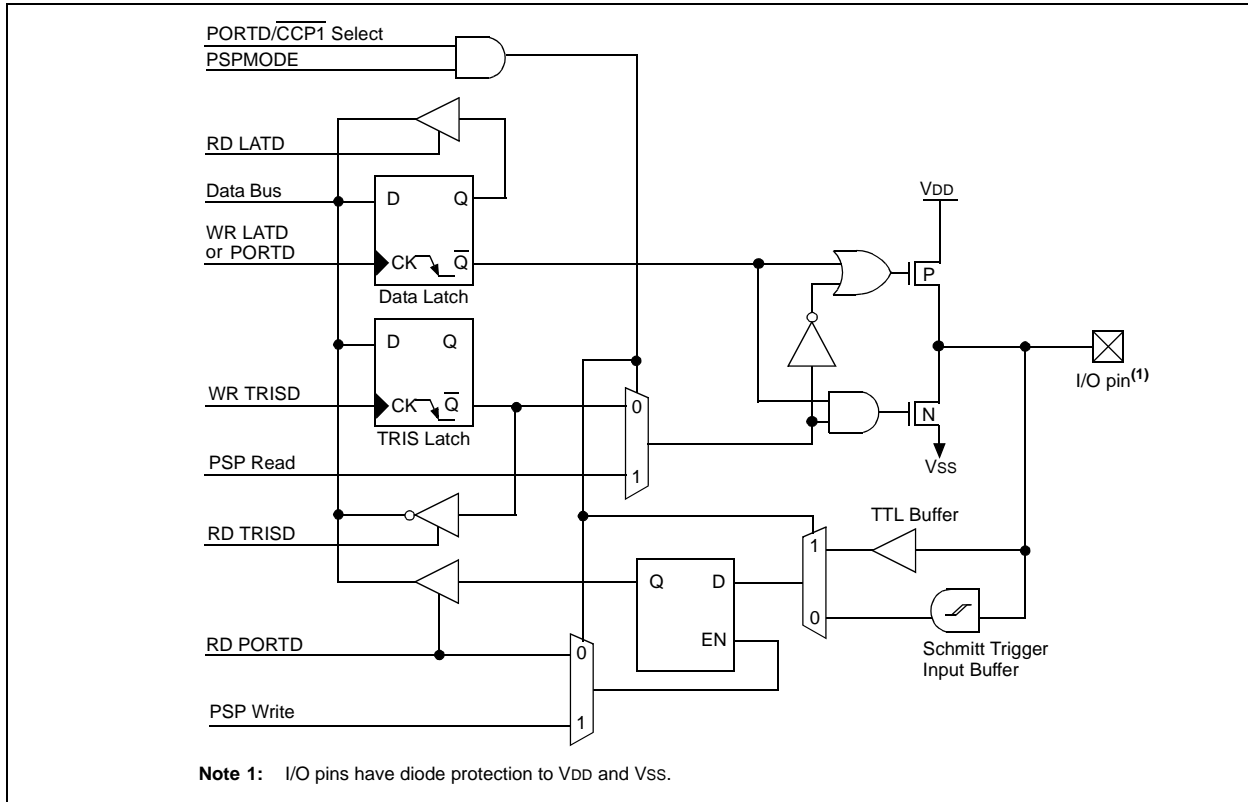 PORTD/CCP1 Select
PSPMODE
RD LATD
Data Bus
D Q
VDD
WR LATD
or PORTD
CK Q
P
Data Latch
D Q
I/O pin(1)
WR TRISD
CK Q
0
N
TRIS Latch
VSS
PSP Read
1
TTL Buffer
RD TRISD
1
Q D
0
EN
RD PORTD
0
Schmitt Trigger
Input Buffer
PSP Write
1
Note 1: I/O pins have diode protection to VDD and VSS.